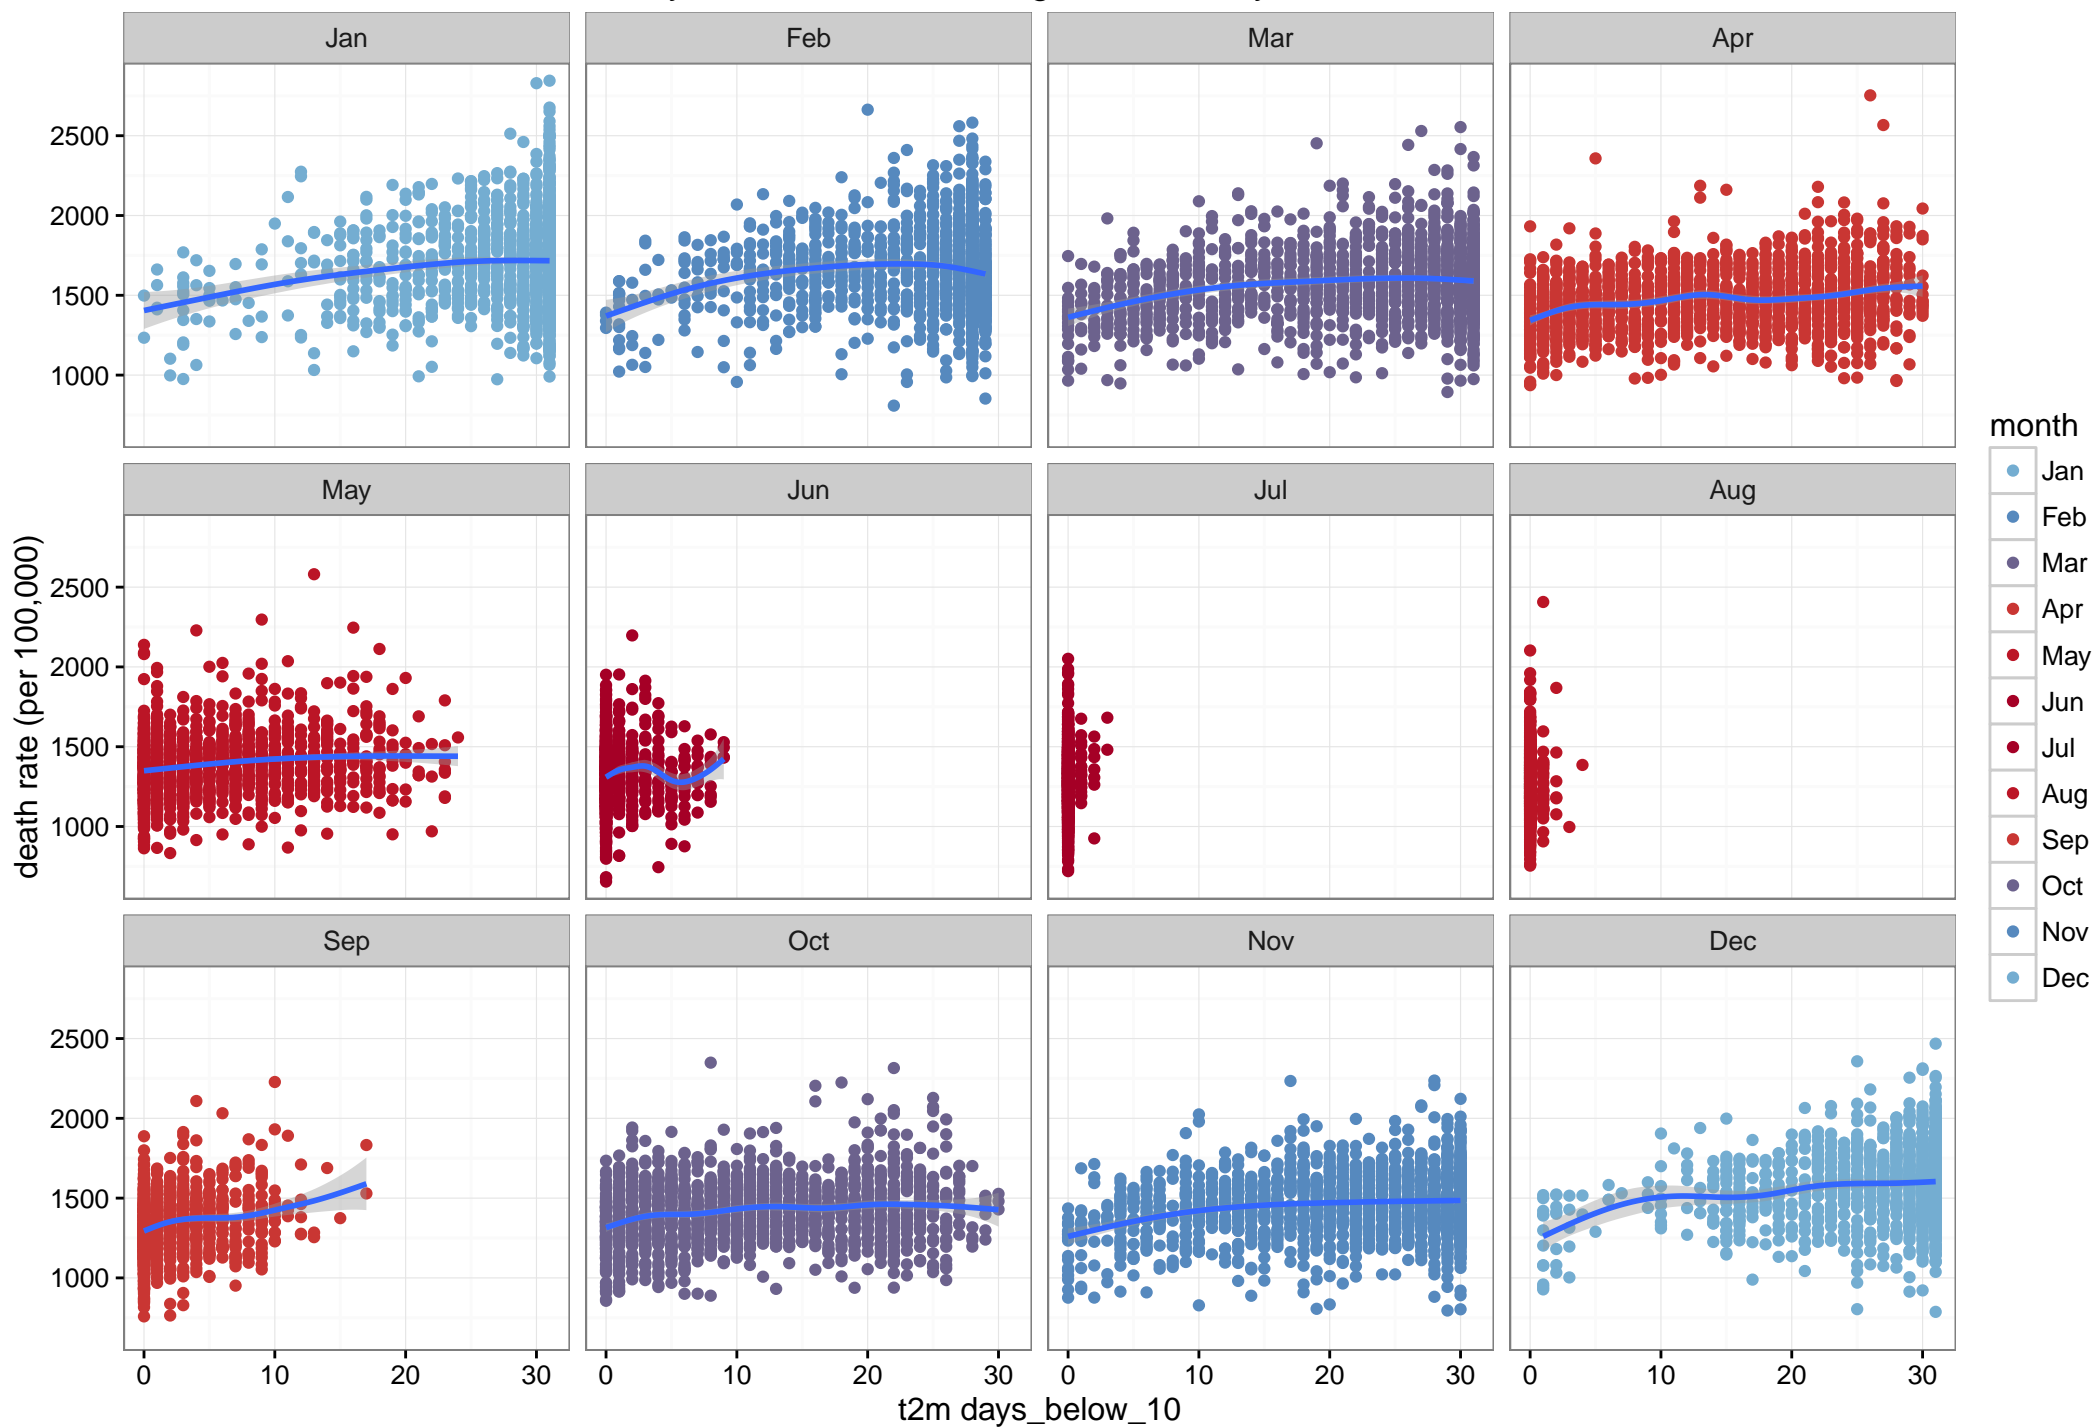 Jan Feb Mar Apr
2500
2000
1500
1000
May Jun Jul Aug
2500
2000
1500
1000
Sep Oct Nov Dec
2500
2000
1500
1000
0 10 20 30 0 10 20 30 0 10 20 30 0 10 20 30
t2m days_below_10
death rate (per 100,000)
month
Jan
Feb
Mar
Apr
May
Jun
Jul
Aug
Sep
Oct
Nov
Dec